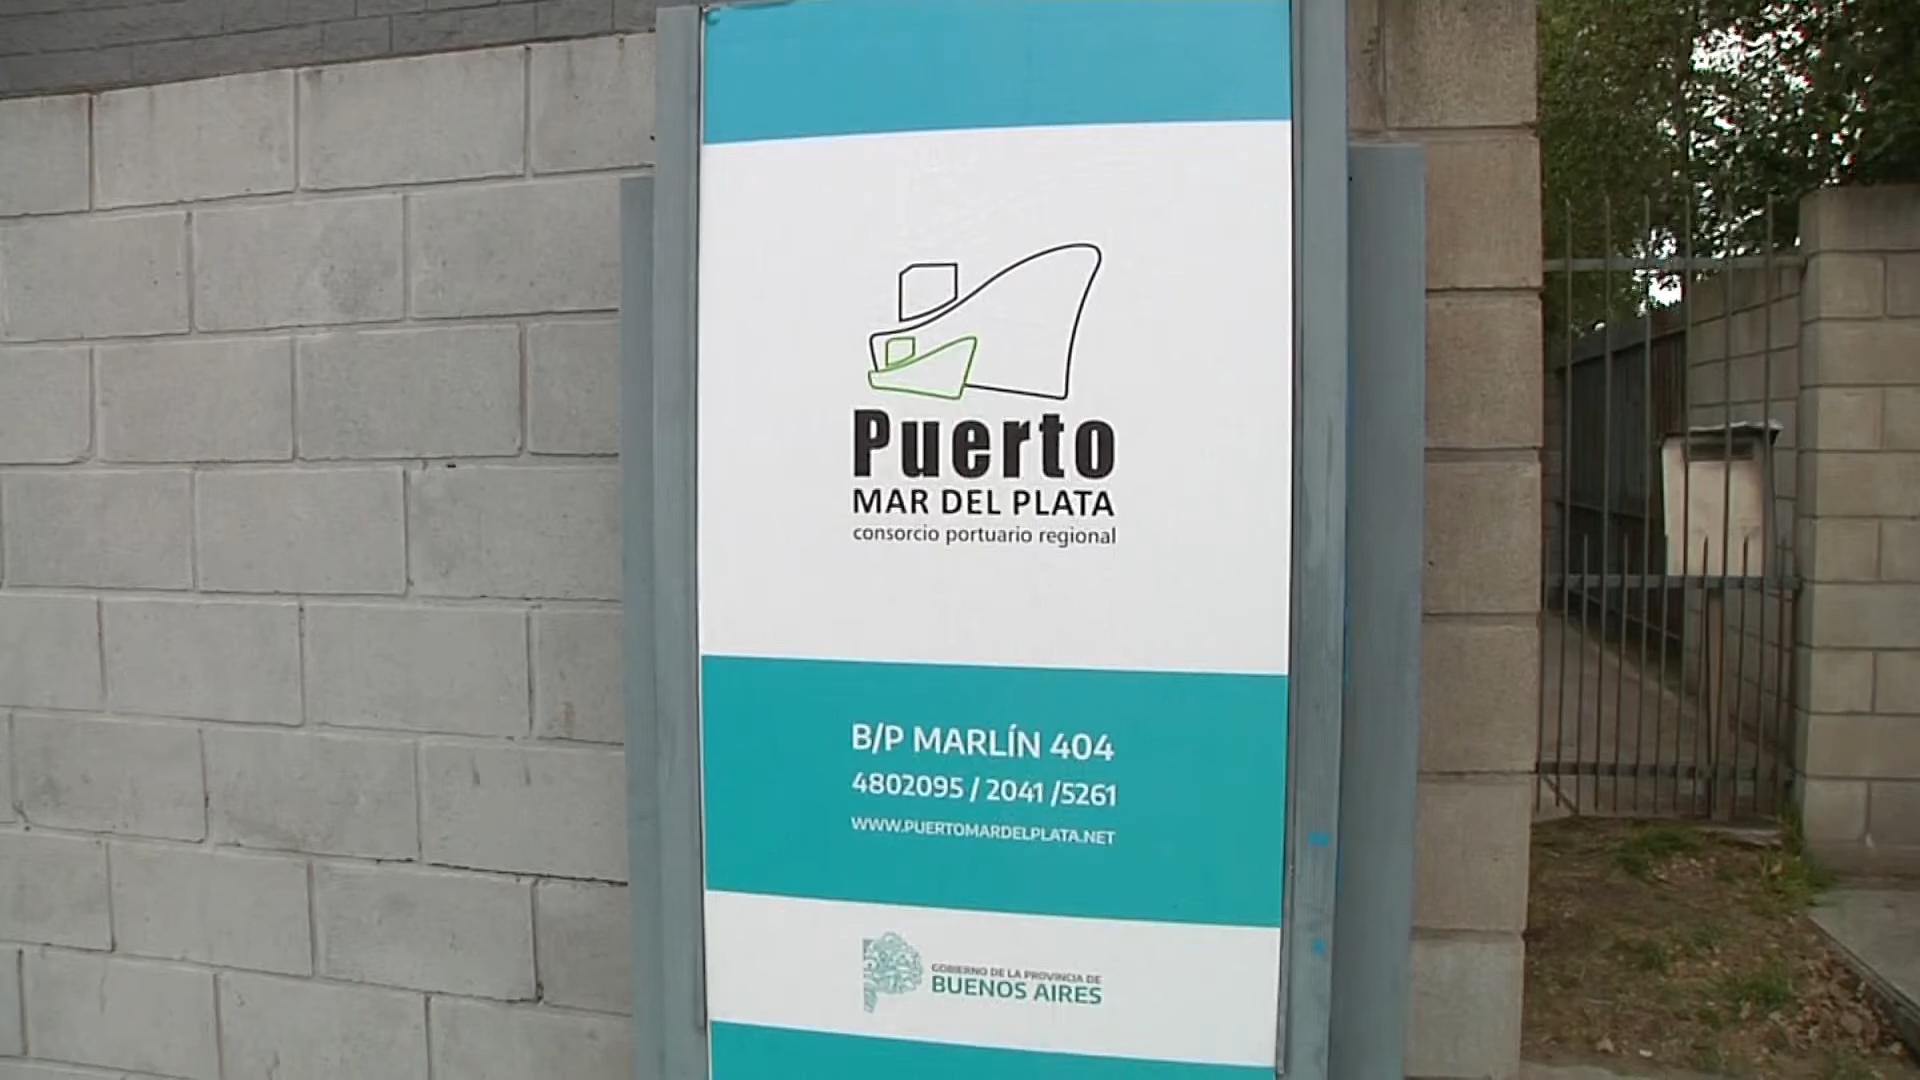 Puerto
MAR DEL PLATA
consorcio portuario regional
B/P MARLÍN 404
4802095 / 2041 /5261
WWW.PUERTOMARDELPLATA.NET
GOBIERNO DE LA PROVINCIA DE
BUENOS AIRES